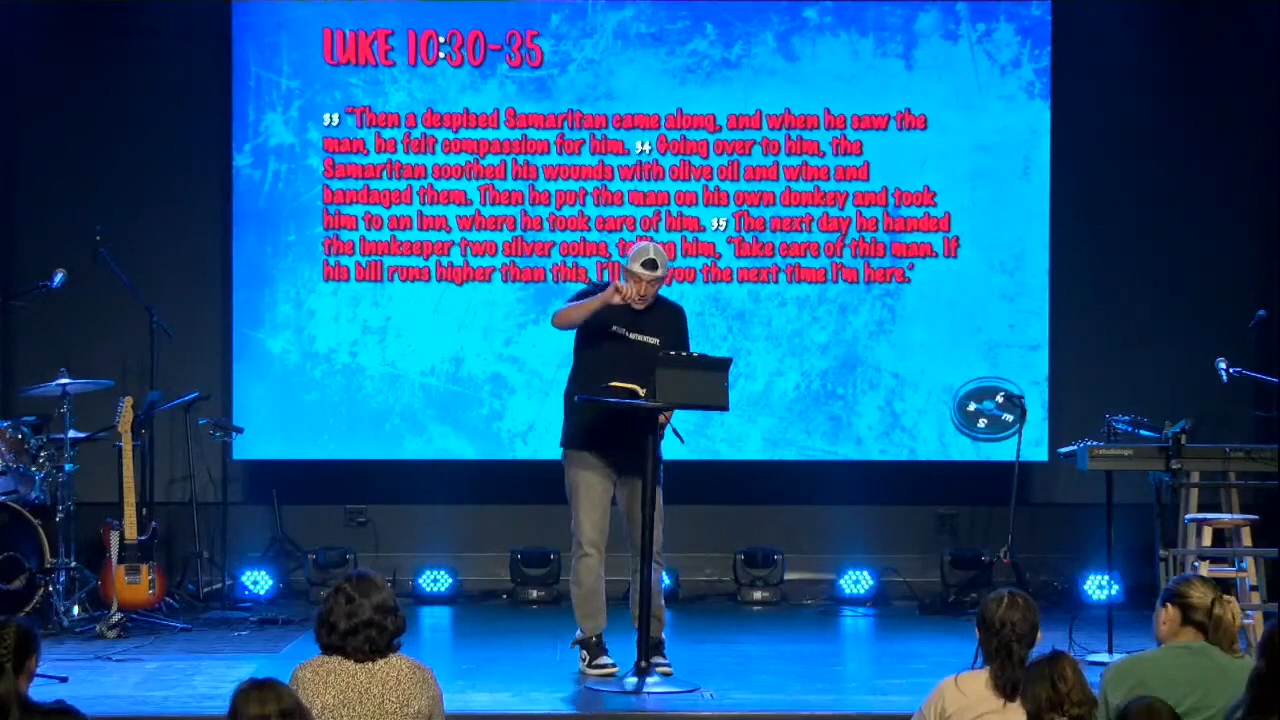 LUKE 10:30-35
33 "Then a despised Samaritan came along, and when he saw the
man, he felt compassion for him. 34 Going over to him, the
Samaritan soothed his wounds with olive oil and wine and
bandaged them. Then he put the man on his own donkey and took
him to an inn, where he took care of him. 35 The next day he handed
the innkeeper two silver coins, him, 'Take care of this man. If
his bill runs higher than this, I'll you the next time I'm here.'
AUTHENTICITY
S
studiologic